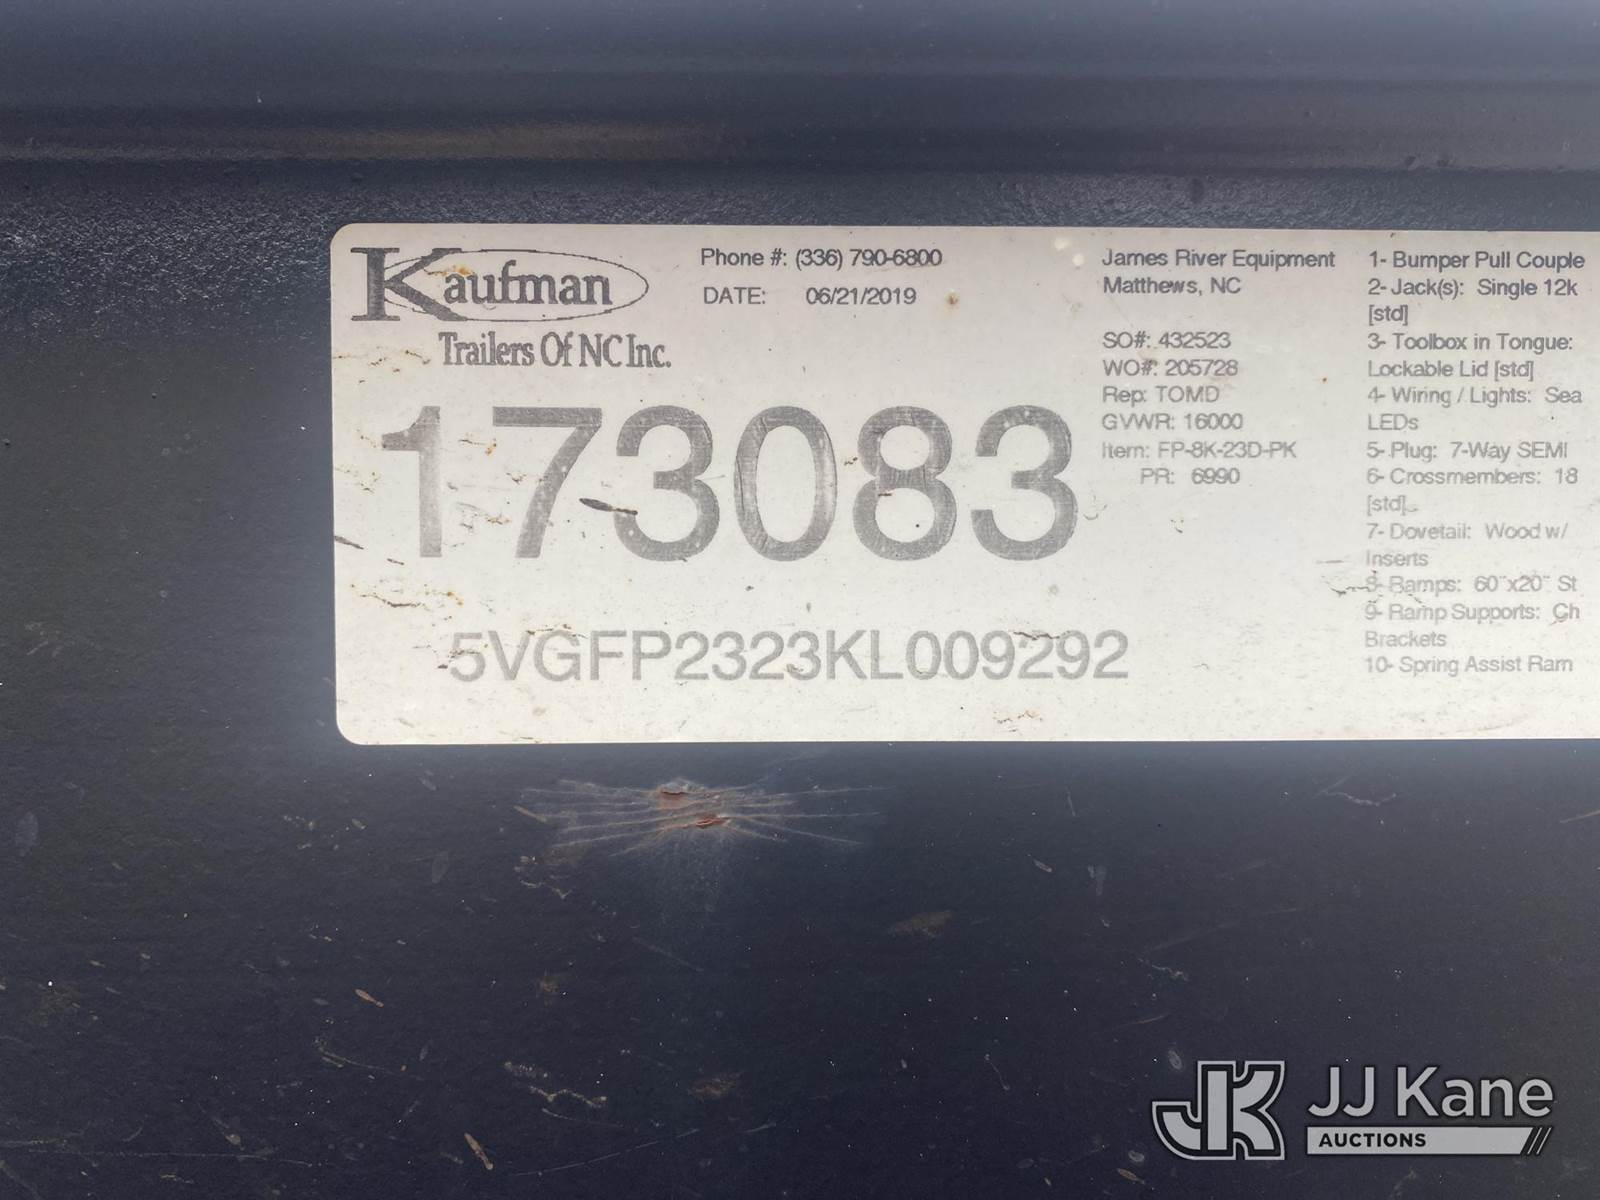 Kaufman
Trailers Of NC Inc.
Phone #: (336) 790-6800
DATE: 06/21/2019
173083
5VGFP2323KL009292
James River Equipment
Matthews, NC
SO#: 432523
WO#: 205728
Rep: TOMD
GVWR: 16000
Item: FP-8K-23D-PK
PR: 6990
1- Bumper Pull Couple
2- Jack(s): Single 12k
[std]
3- Toolbox in Tongue:
Lockable Lid [std]
4- Wiring / Lights: Sea
LEDs
5- Plug: 7-Way SEMI
6- Crossmembers: 18
[std]
7- Dovetail: Wood w/
Inserts
8- Ramps: 60"x20" St
9- Ramp Supports: Ch
Brackets
10- Spring Assist Ram
JK JJ Kane
AUCTIONS